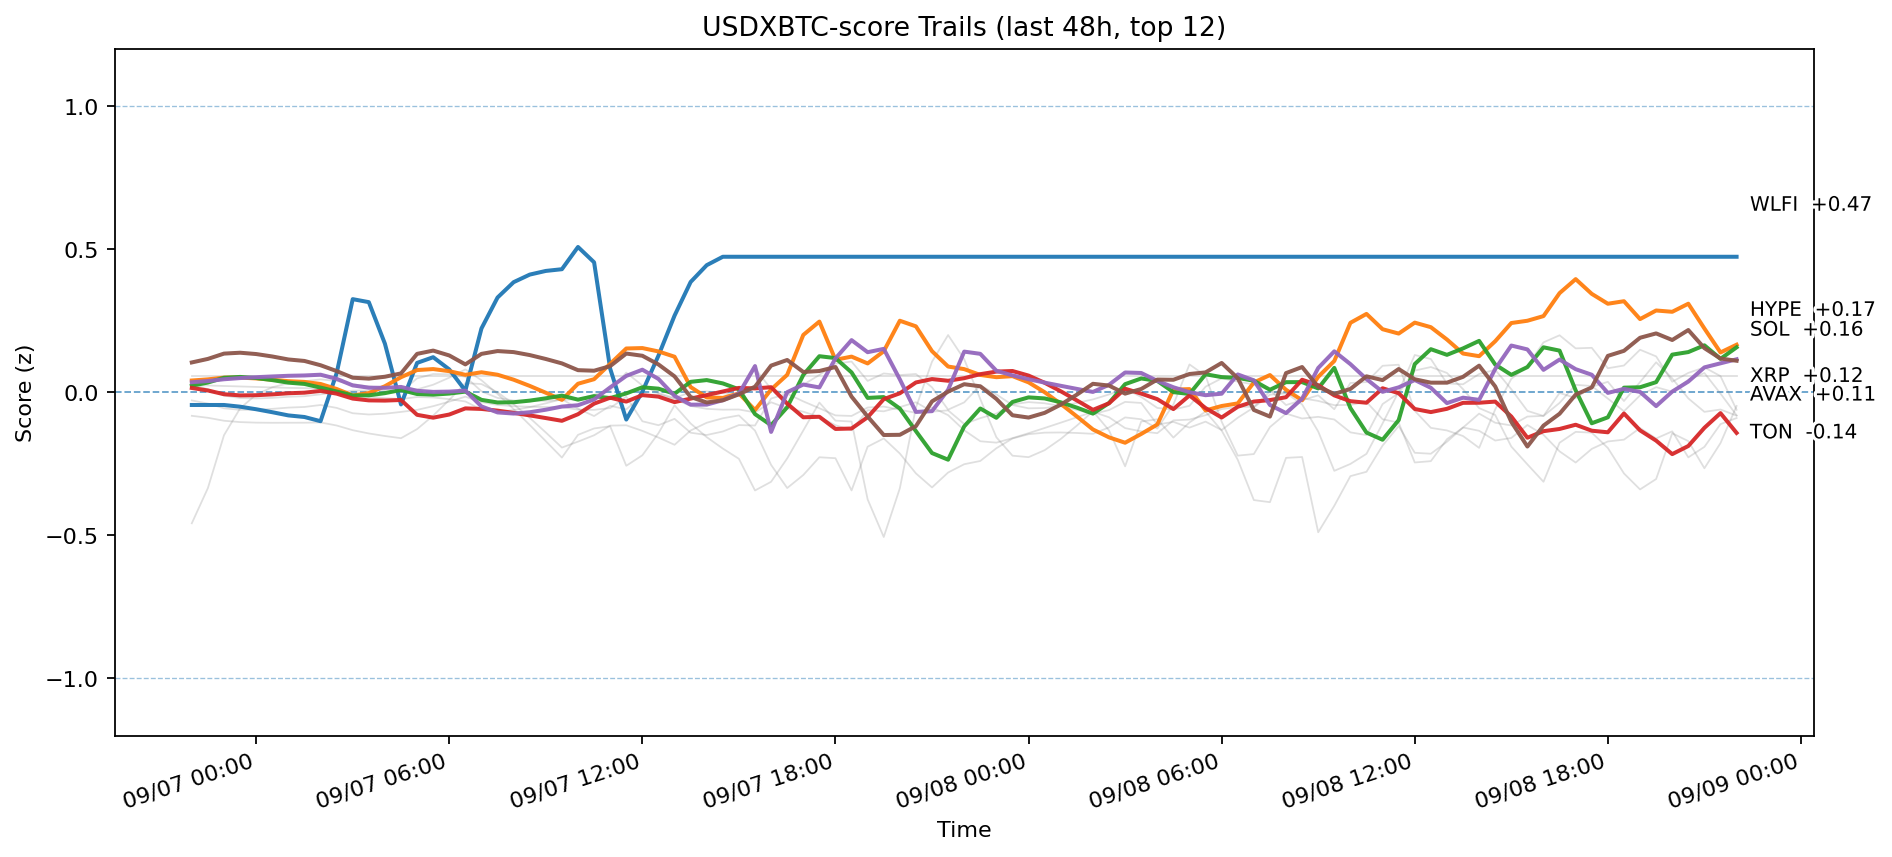 USDXBTC-score Trails (last 48h, top 12)
Score (z)
1.0
0.5
0.0
−0.5
−1.0
WLFI +0.47
HYPE +0.17
SOL +0.16
XRP +0.12
AVAX +0.11
TON -0.14
09/07 00:00
09/07 06:00
09/07 12:00
09/07 18:00
09/08 00:00
09/08 06:00
09/08 12:00
09/08 18:00
09/09 00:00
Time